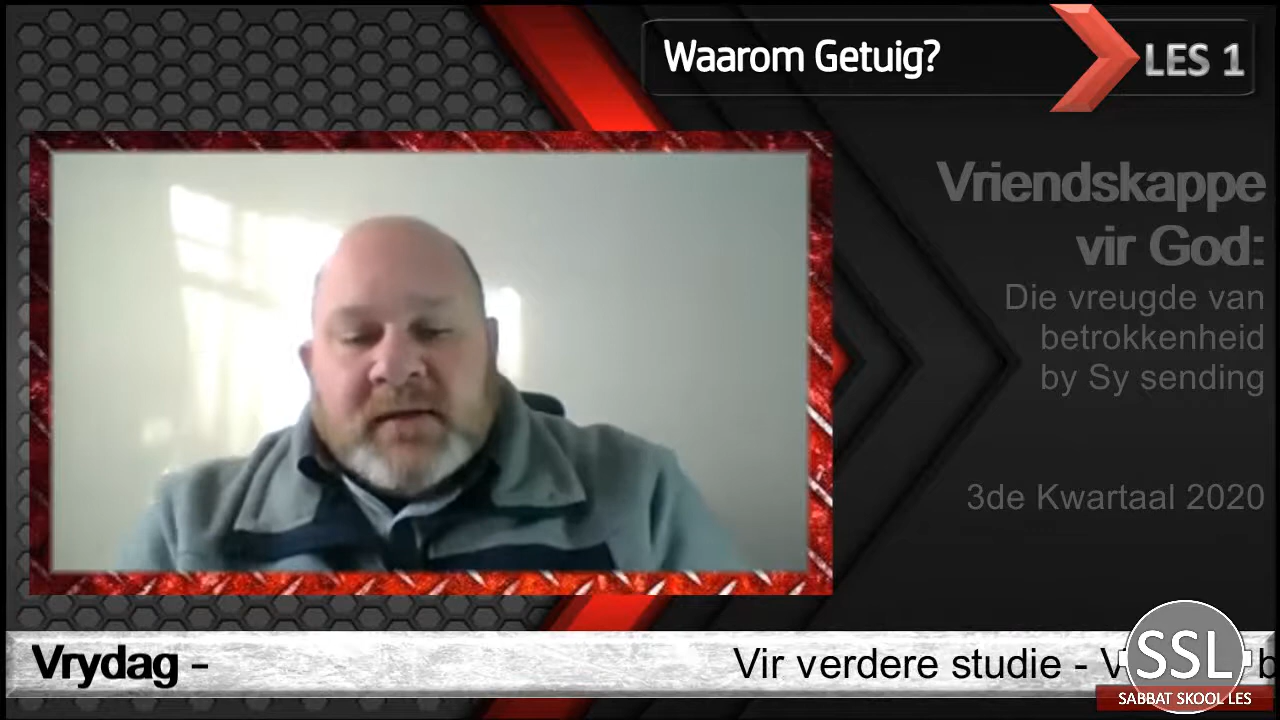 Waarom Getuig?
LES 1
Vriendskappe
vir God:
Die vreugde van
betrokkenheid
by Sy sending
3de Kwartaal 2020
Vrydag –
Vir verdere studie -
SSL
SABBAT SKOOL LES